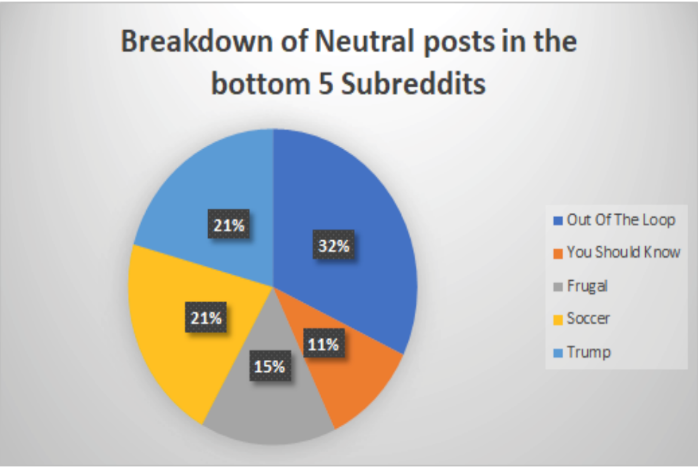 Breakdown of Neutral posts in the
bottom 5 Subreddits
21%
32%
21%
11%
15%
Out Of The Loop
You Should Know
Frugal
Soccer
Trump